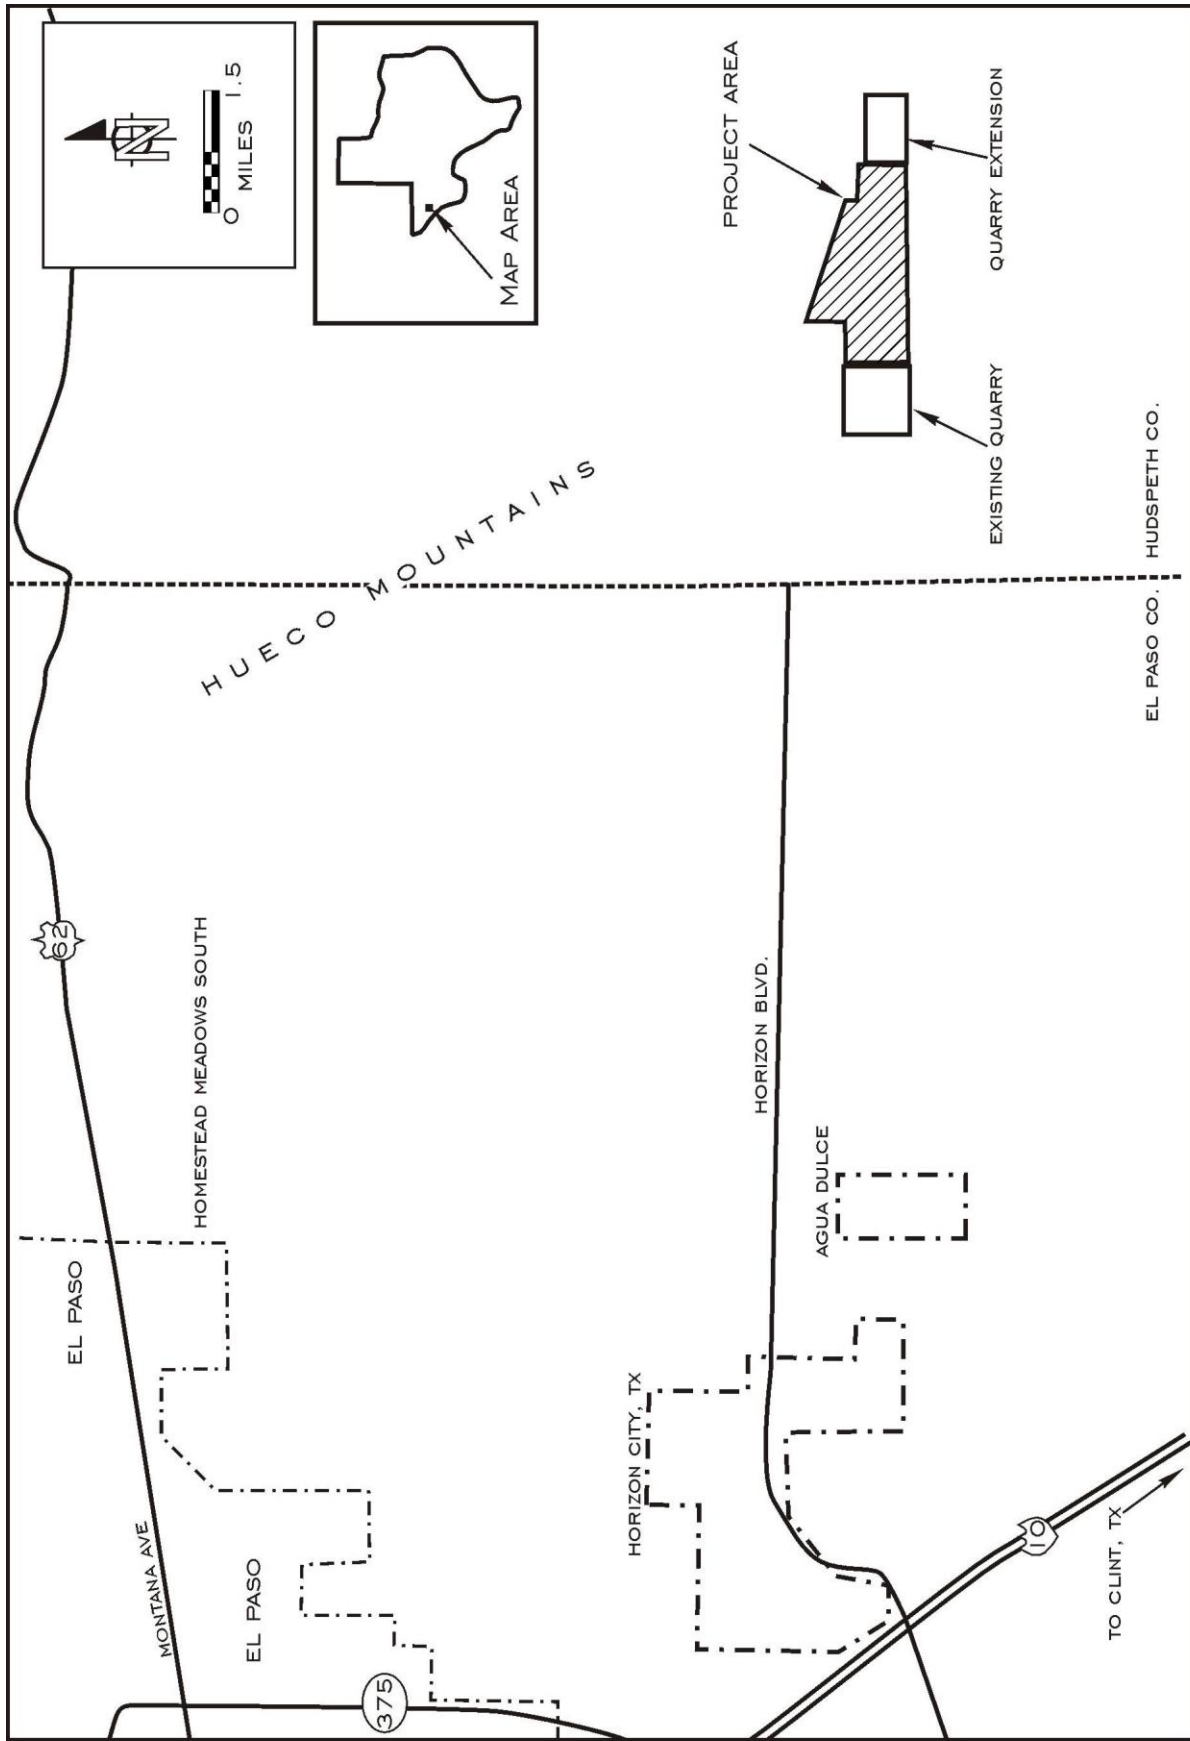 N
0 MILES 1.5
MAP AREA
62
HUECO MOUNTAINS
HOMESTEAD MEADOWS SOUTH
EL PASO
MONTANA AVE
EL PASO
375
PROJECT AREA
QUARRY EXTENSION
EXISTING QUARRY
HORIZON BLVD.
AGUA DULCE
HORIZON CITY, TX
10
TO CLINT, TX
EL PASO CO.
HUDSPETH CO.